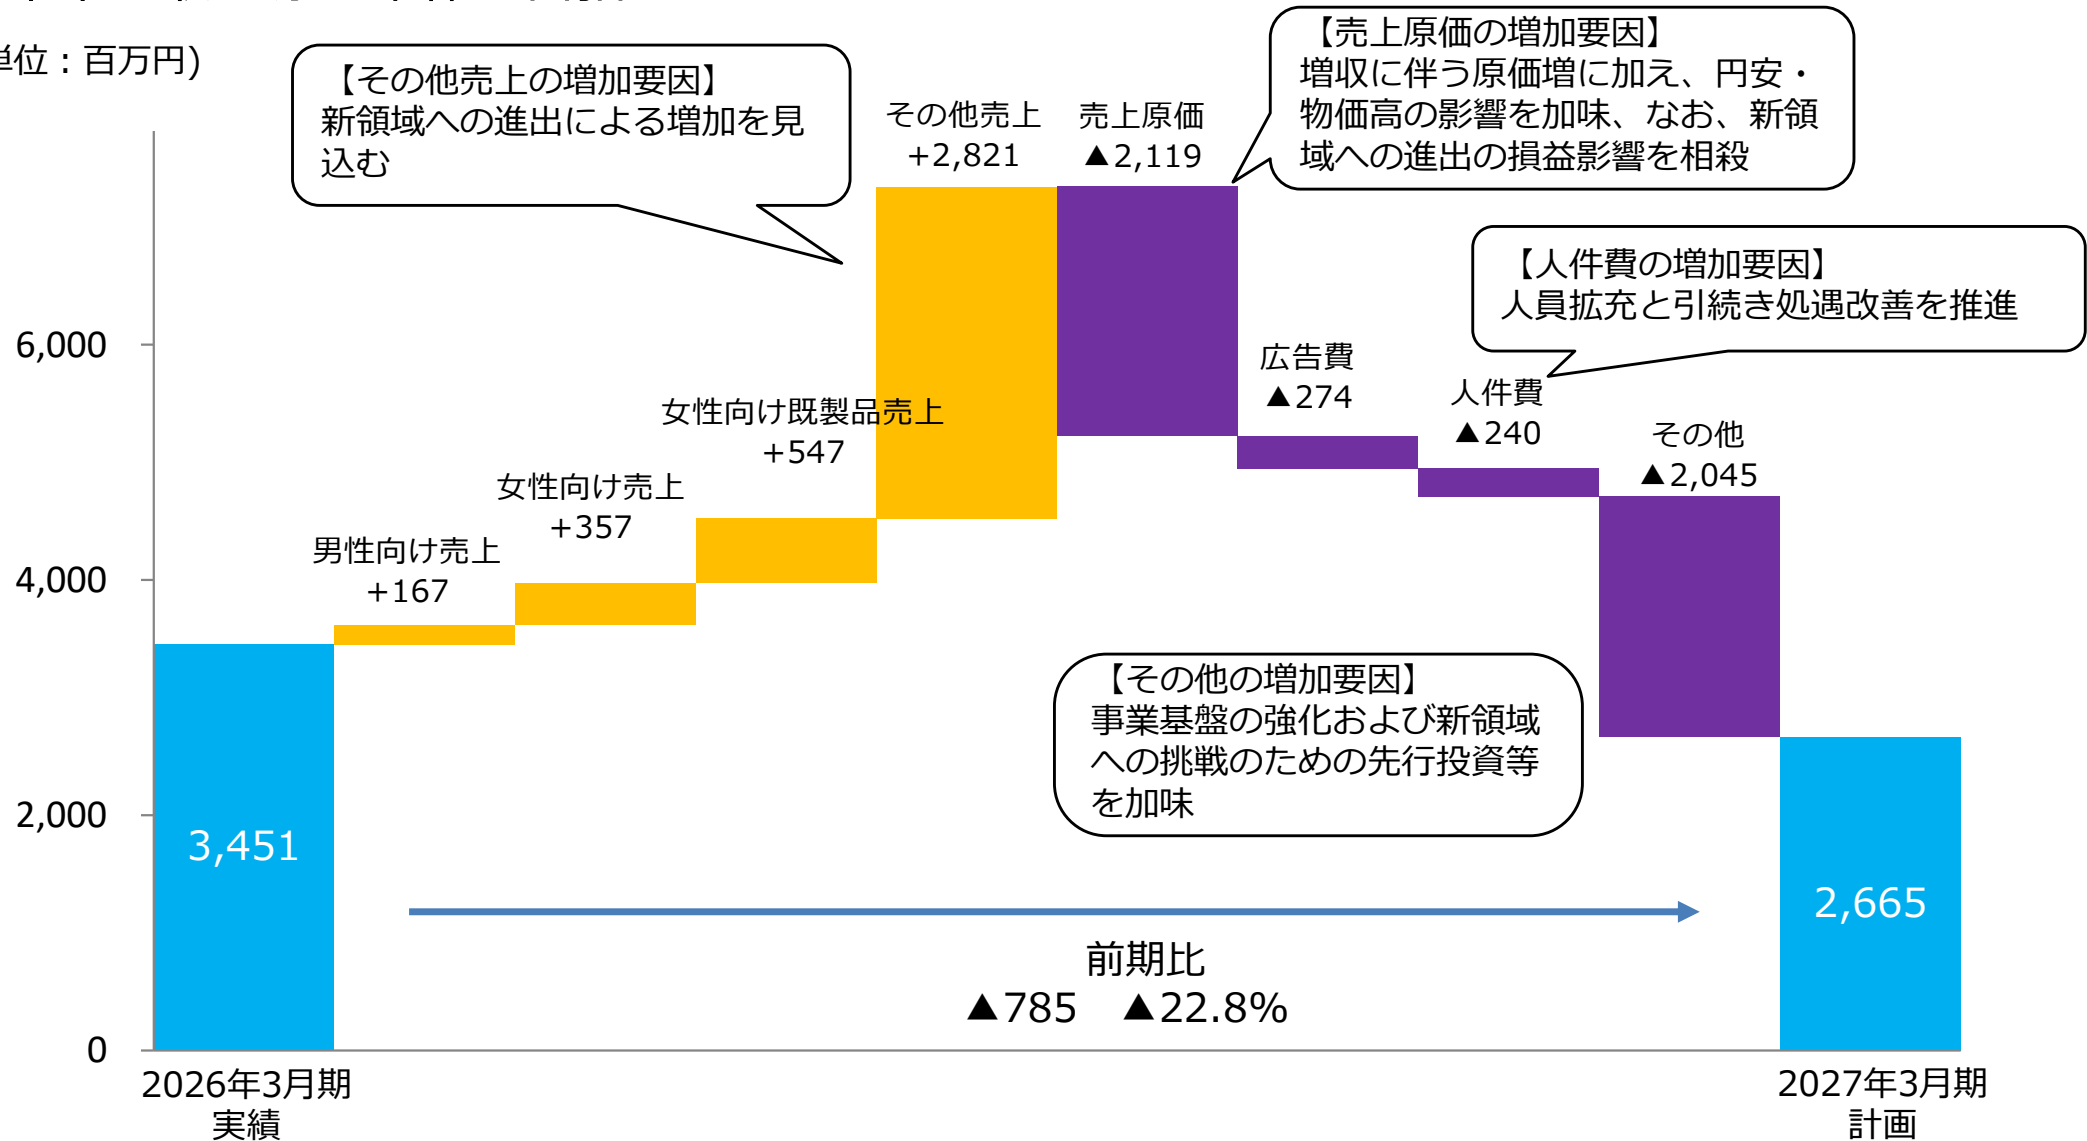 単位：百万円)
【その他売上の増加要因】
新領域への進出による増加を見
込む
その他売上
+2,821
売上原価
▲2,119
【売上原価の増加要因】
増収に伴う原価増に加え、円安・
物価高の影響を加味、なお、新領
域への進出の損益影響を相殺
【人件費の増加要因】
人員拡充と引続き処遇改善を推進
6,000
4,000
2,000
0
男性向け売上
+167
女性向け売上
+357
女性向け既製品売上
+547
広告費
▲274
人件費
▲240
その他
▲2,045
【その他の増加要因】
事業基盤の強化および新領域
への挑戦のための先行投資等
を加味
3,451
2,665
前期比
▲785 ▲22.8%
2026年3月期
実績
2027年3月期
計画